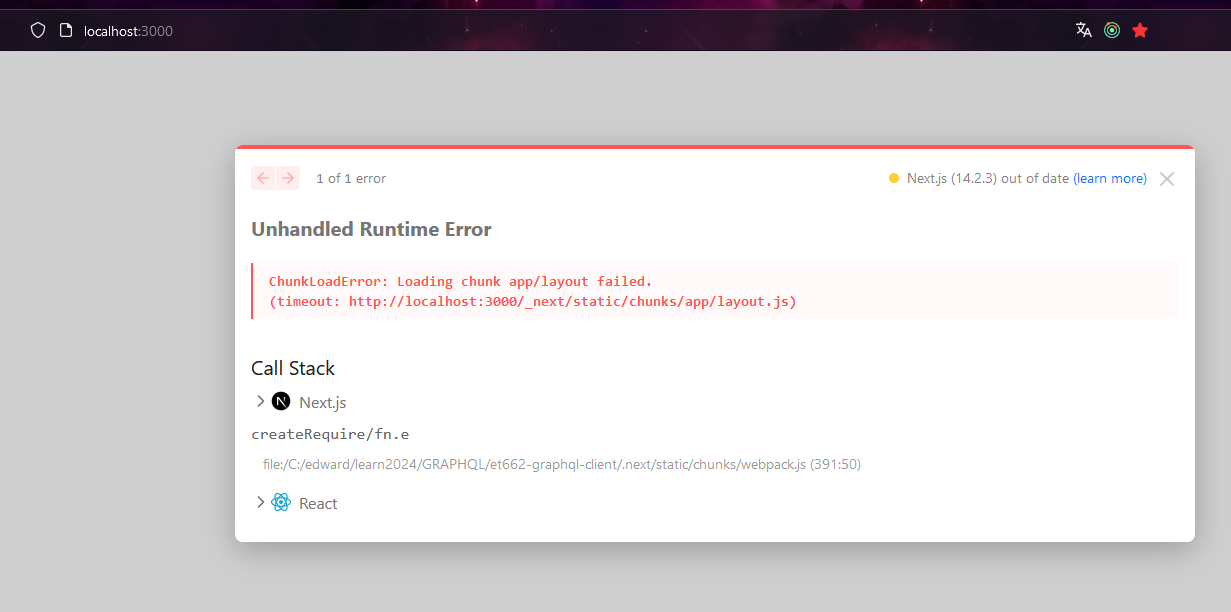 localhost:3000
1 of 1 error
Next.js (14.2.3) out of date (learn more)
Unhandled Runtime Error
ChunkLoadError: Loading chunk app/layout failed.
(timeout: http://localhost:3000/_next/static/chunks/app/layout.js)
Call Stack
Next.js
createRequire/fn.e
file:/C:/edward/learn2024/GRAPHQL/et662-graphql-client/.next/static/chunks/webpack.js (391:50)
React